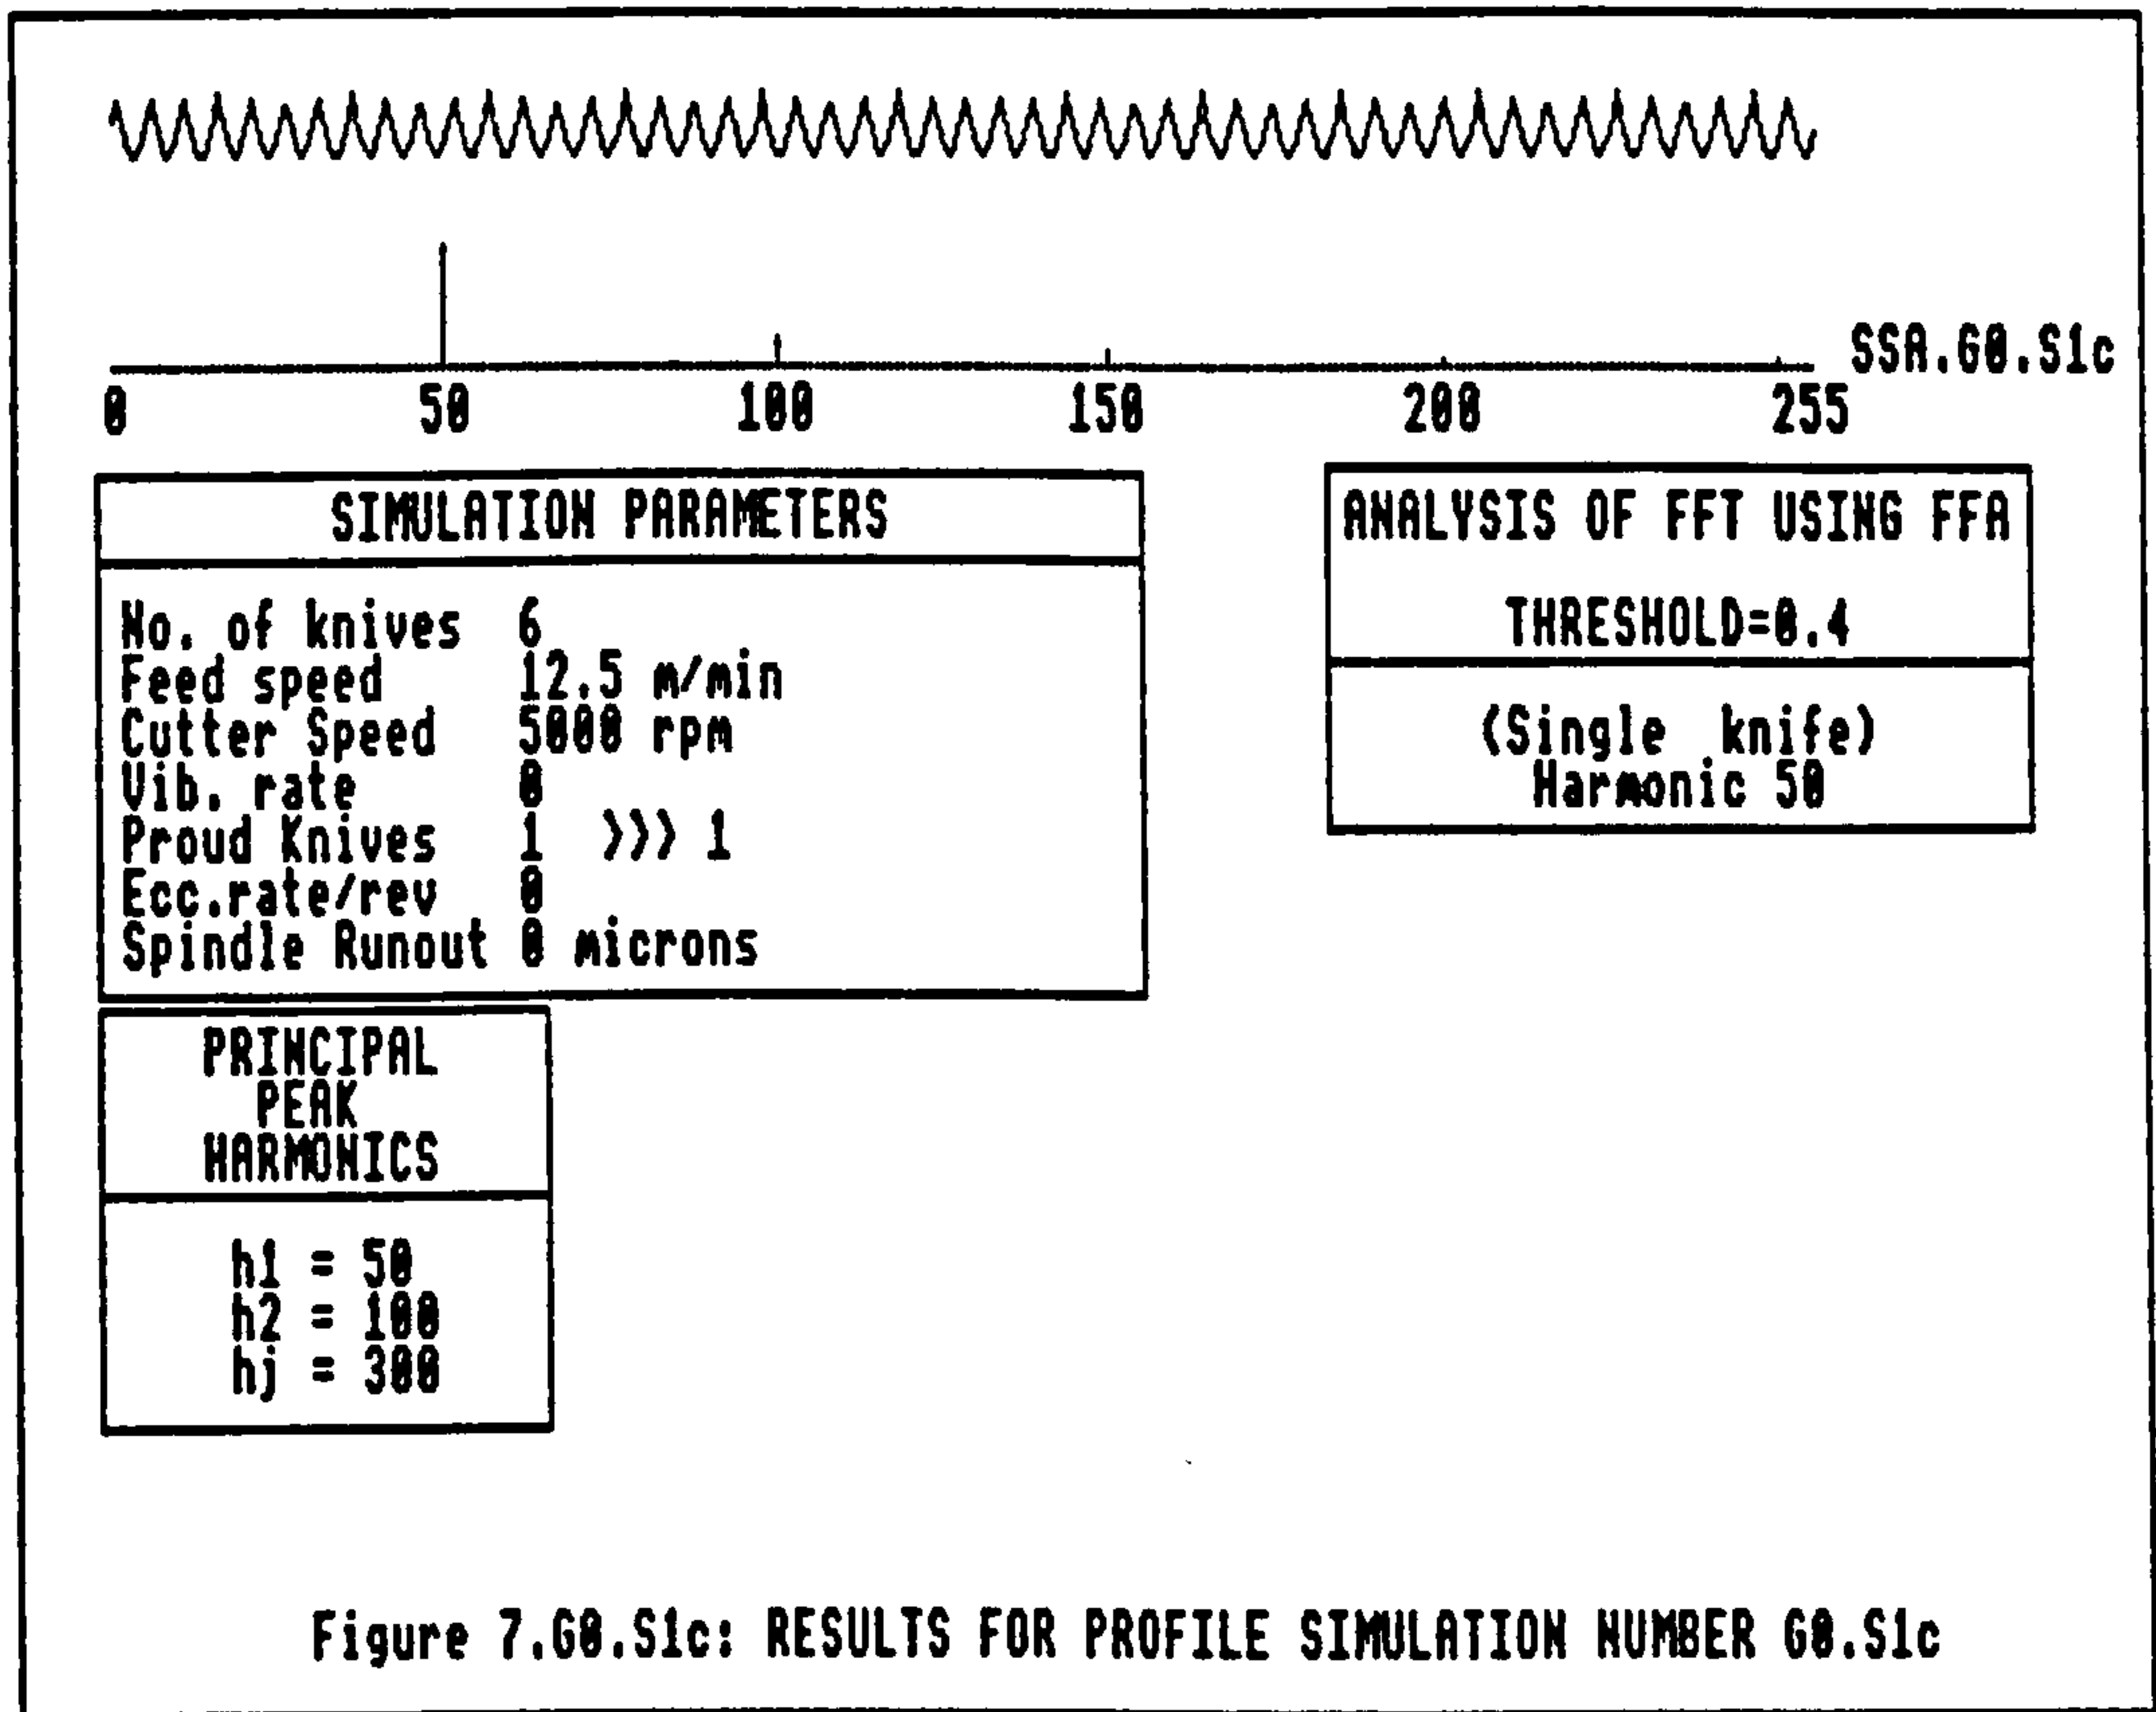 SSA.G0.S1c
0 50 100 150 200 255
SIMULATION PARAMETERS
No. of knives 6
Feed speed 12.5 m/min
Cutter Speed 5000 rpm
Vib. rate 0
Proud Knives 1 >>> 1
Ecc.rate/rev 0
Spindle Runout 0 microns
ANALYSIS OF FFT USING FFA
THRESHOLD=0.4
(Single knife)
Harmonic 50
PRINCIPAL
PEAK
HARMONICS
h1 = 50
h2 = 100
hj = 300
Figure 7.G0.S1c: RESULTS FOR PROFILE SIMULATION NUMBER G0.S1c